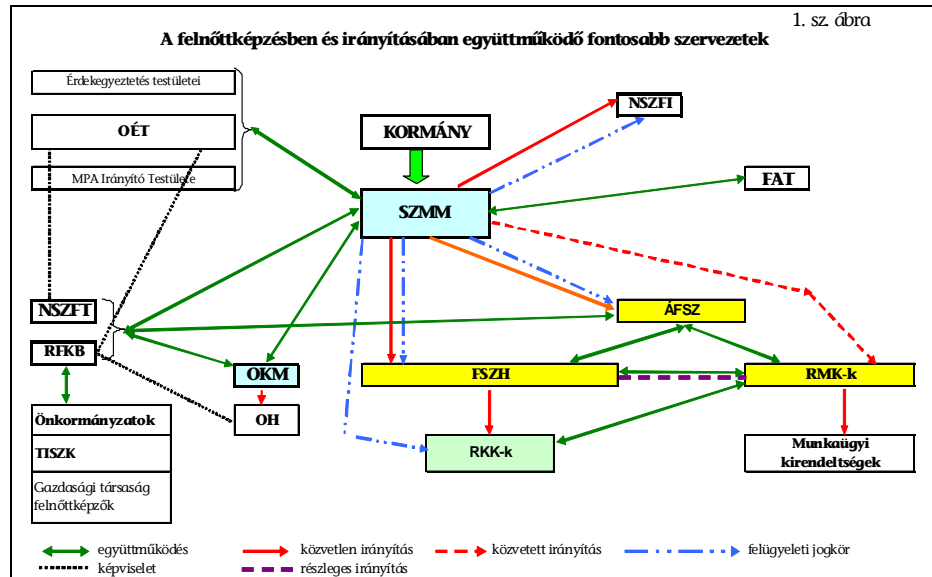 1. sz. ábra
A felnőttképzésben és irányításában együttműködő fontosabb szervezetek
Érdekegyeztetés testületei
OÉT
MPA Irányító Testülete
KORMÁNY
NSZFI
SZMM
FAT
NSZFT
RFKB
ÁFSZ
OKM
FSZH
RMK-k
OH
Önkormányzatok
TISZK
Gazdasági társaság
felnőttképzők
RKK-k
Munkaügyi
kirendeltségek
együttműködés
közvetlen irányítás
közvetett irányítás
felügyeleti jogkör
képviselet
részleges irányítás